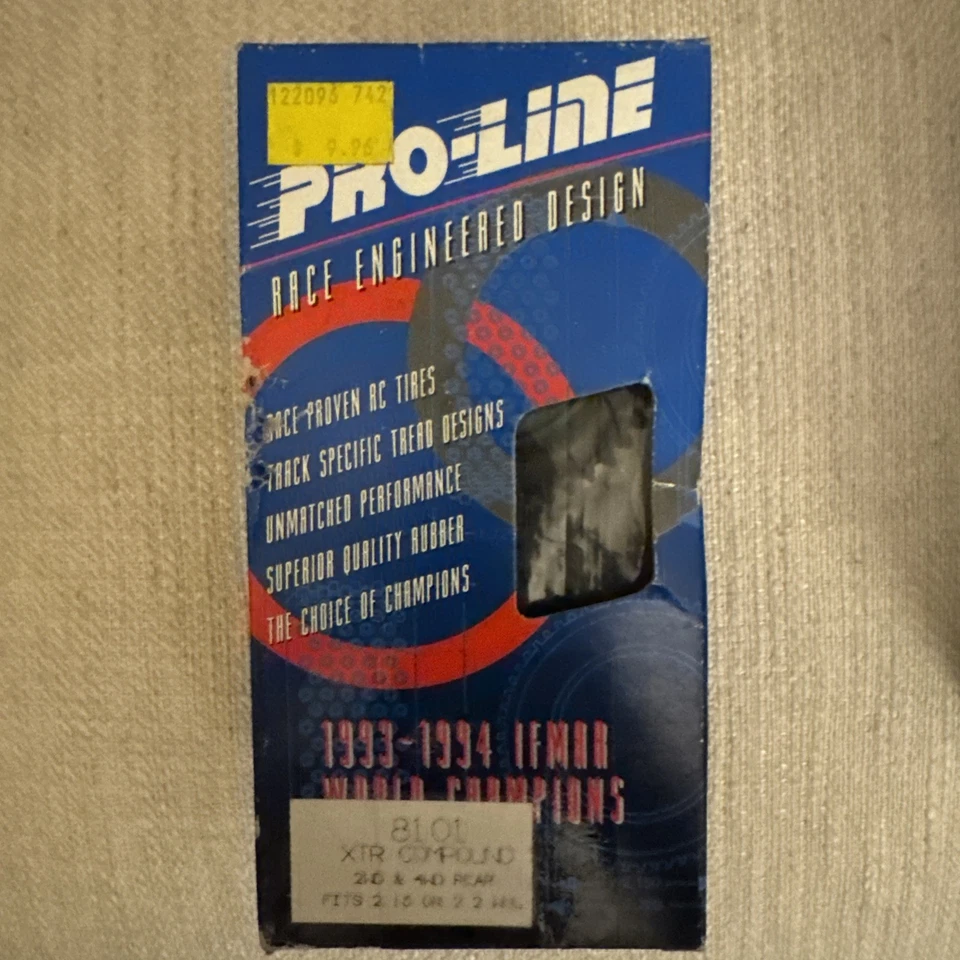 122096 742
$ 9.96
PRO-LINE
RACE ENGINEERED DESIGN
RACE PROVEN RC TIRES
TRACK SPECIFIC TREAD DESIGNS
UNMATCHED PERFORMANCE
SUPERIOR QUALITY RUBBER
THE CHOICE OF CHAMPIONS
1993-1994 IFMAR
WORLD CHAMPIONS
8101
XTR COMPOUND
2WD & 4WD REAR
FITS 2.15 OR 2.2 WHL